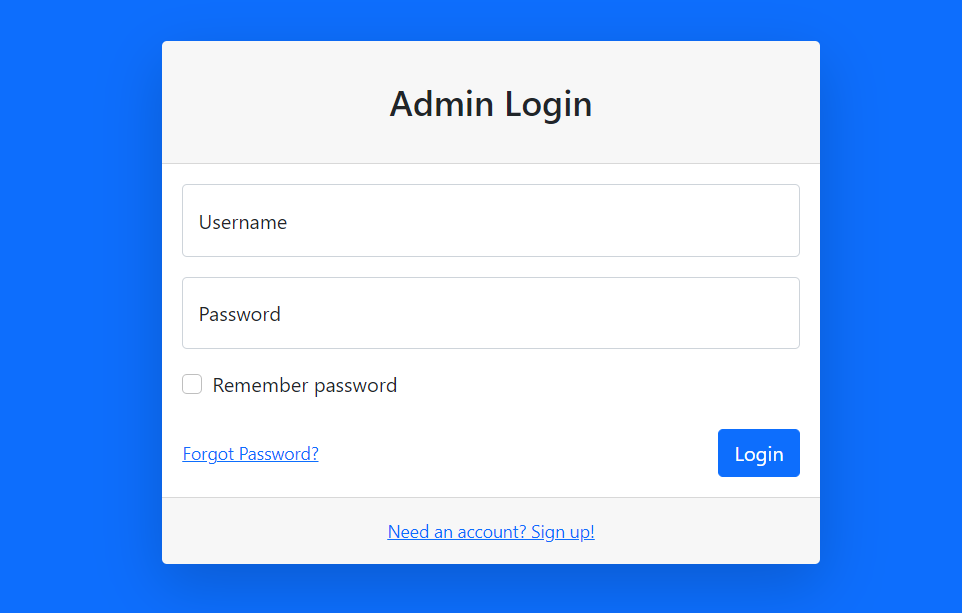 Admin Login
Username
Password
Remember password
Forgot Password?
Login
Need an account? Sign up!